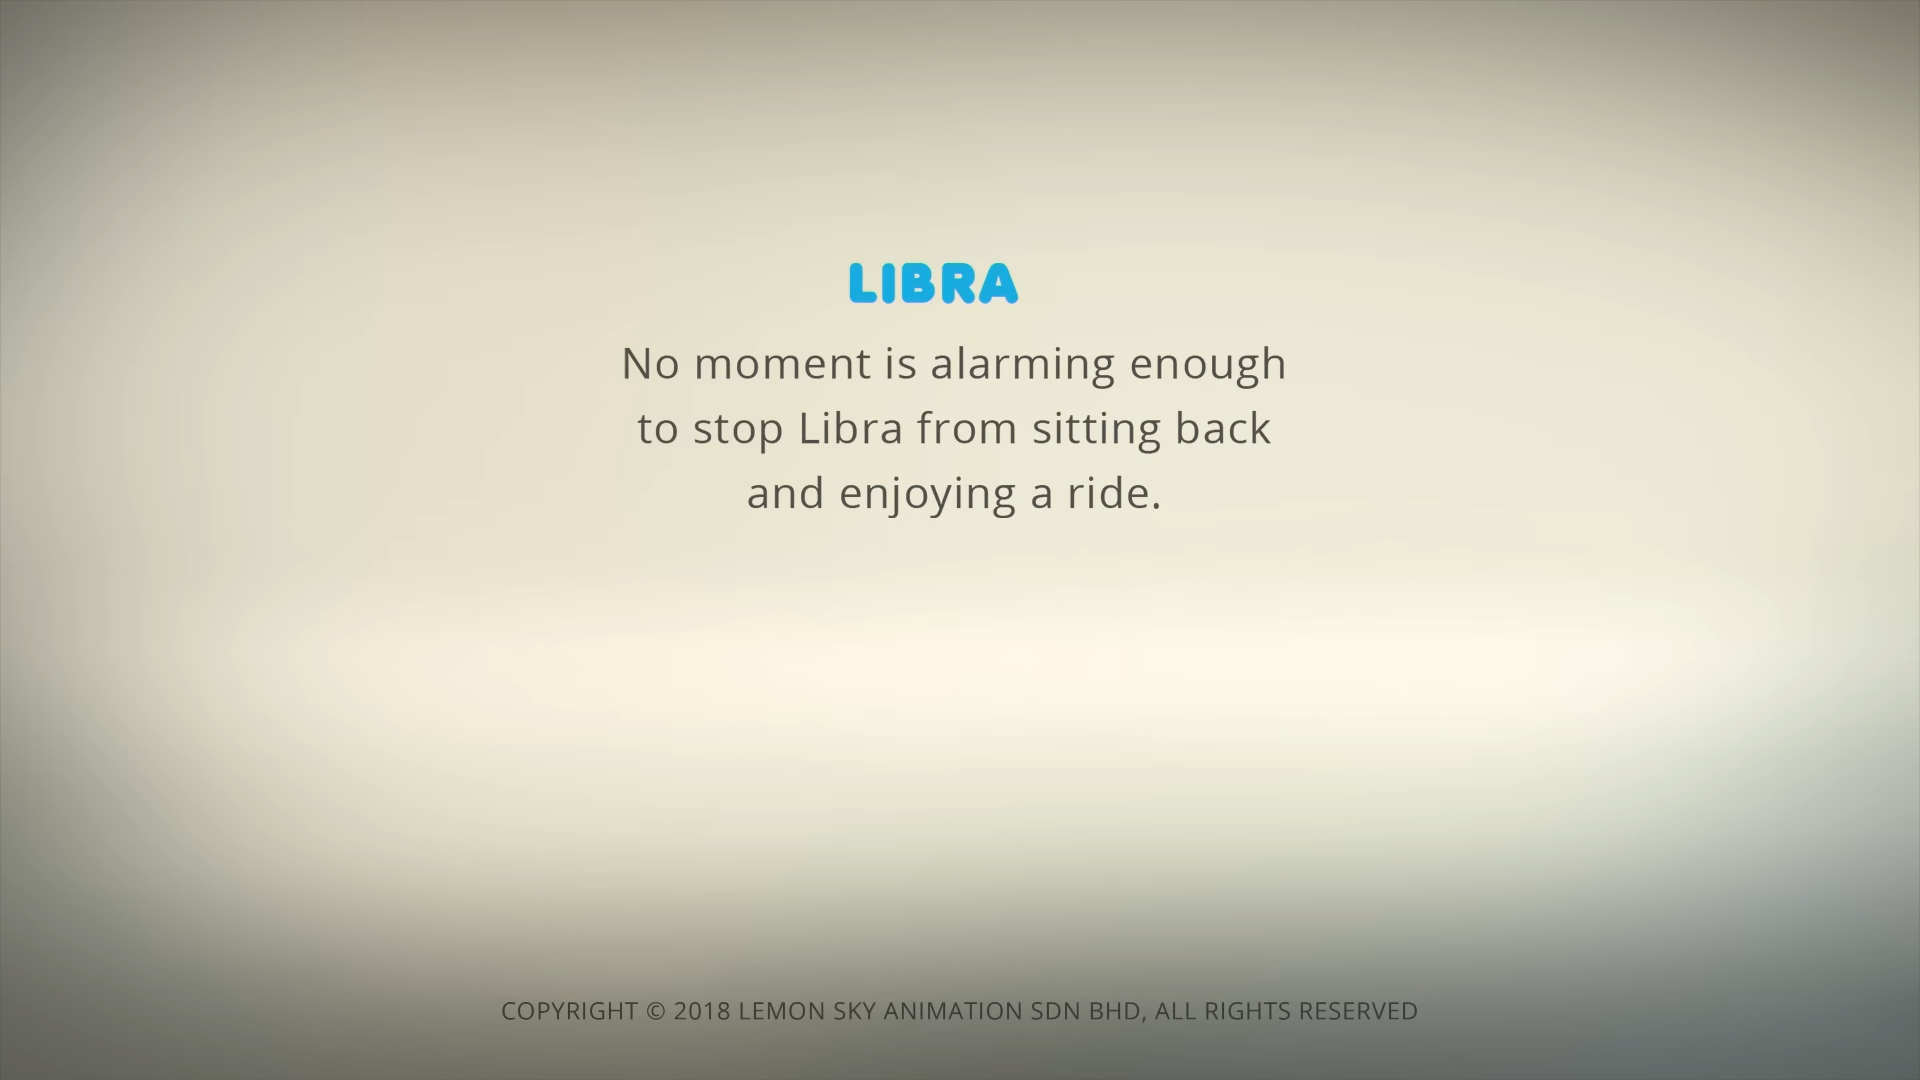 LIBRA
No moment is alarming enough
to stop Libra from sitting back
and enjoying a ride.
COPYRIGHT © 2018 LEMON SKY ANIMATION SDN BHD, ALL RIGHTS RESERVED